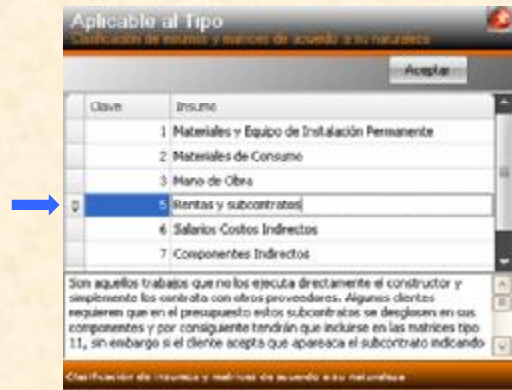 Aplicable al Tipo
Clasificación de insumos y matrices de acuerdo a su naturaleza
Aceptar
Clave Insumo
1 Materiales y Equipo de Instalación Permanente
2 Materiales de Consumo
3 Mano de Obra
5 Rentas y subcontratos
6 Salarios Costos Indirectos
7 Componentes Indirectos
Son aquellos trabajos que no los ejecuta directamente el constructor y
simplemente los contrata con otros proveedores. Algunos clientes
requieren que en el presupuesto estos subcontratos se desglosen en sus
componentes y por consiguiente tendrán que incluirse en las matrices tipo
11, sin embargo si el cliente acepta que aparezca el subcontrato indicando
Clasificación de insumos y matrices de acuerdo a su naturaleza